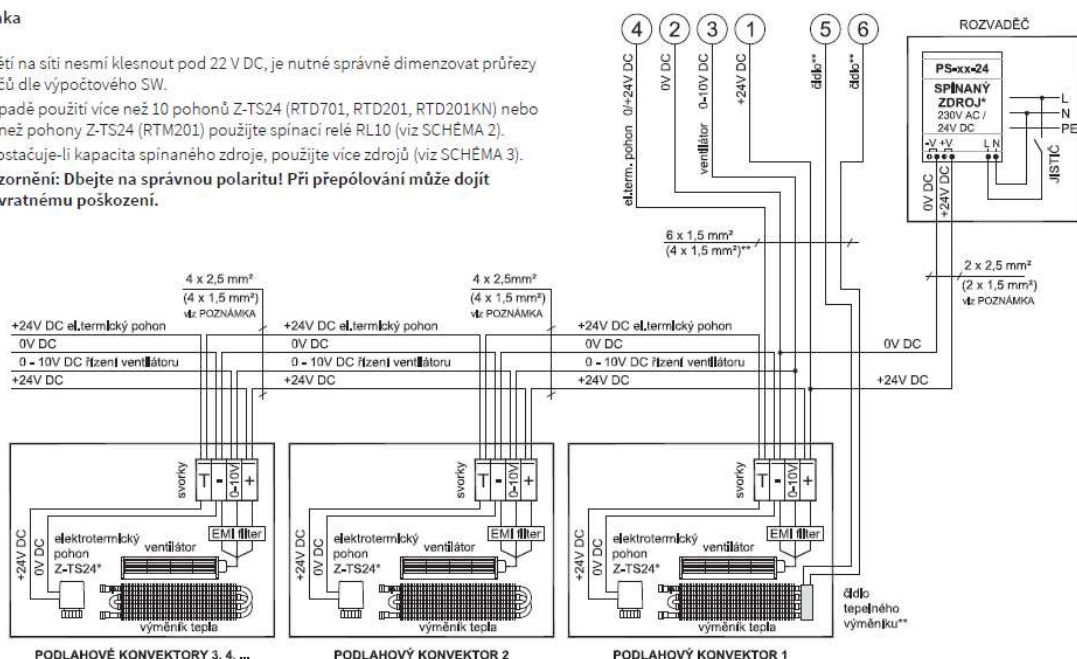 ětí na síti nesmí klesnout pod 22 V DC, je nutné správně dimenzovat průřezy
čů dle výpočtového SW.
padě použití více než 10 pohonů Z-TS24 (RTD701, RTD201, RTD201KN) nebo
než pohony Z-TS24 (RTM201) použijte spínací relé RL10 (viz SCHÉMA 2).
ostačuje-li kapacita spínaného zdroje, použijte více zdrojů (viz SCHÉMA 3).
zornění: Dbejte na správnou polaritu! Při přepólování může dojít
vratnému poškození.
4 2 3 1 5 6
el.term. pohon 0/+24V DC
0V DC
ventilátor 0-10V DC
+24V DC
čidlo**
čidlo**
ROZVADĚČ
PS-xx-24
SPÍNANÝ
ZDROJ*
230V AC /
24V DC
-V +V L N
L
N
PE
JISTIČ
0V DC
+24V DC
6 x 1,5 mm²
(4 x 1,5 mm²)**
2 x 2,5 mm²
(2 x 1,5 mm²)
viz POZNÁMKA
4 x 2,5 mm²
(4 x 1,5 mm²)
viz POZNÁMKA
4 x 2,5mm²
(4 x 1,5 mm²)
viz POZNÁMKA
+24V DC el.termický pohon
0V DC
0 - 10V DC řízení ventilátoru
+24V DC
+24V DC el.termický pohon
0V DC
0 - 10V DC řízení ventilátoru
+24V DC
+24V DC el.termický pohon
0V DC
0 - 10V DC řízení ventilátoru
+24V DC
0V DC
+24V DC
svorky
T - 0-10V +
EMI filter
+24V DC
0V DC
elektrotermický
pohon
Z-TS24*
ventilátor
výměník tepla
PODLAHOVÉ KONVEKTORY 3, 4, ...
svorky
T - 0-10V +
EMI filter
+24V DC
0V DC
elektrotermický
pohon
Z-TS24*
ventilátor
výměník tepla
PODLAHOVÝ KONVEKTOR 2
svorky
T - 0-10V +
EMI filter
+24V DC
0V DC
elektrotermický
pohon
Z-TS24*
ventilátor
výměník tepla
PODLAHOVÝ KONVEKTOR 1
čidlo
tepelného
výměníku**